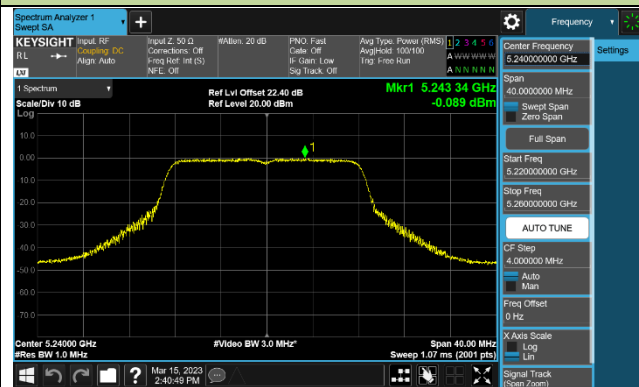 Spectrum Analyzer 1
Swept SA
Frequency
KEYSIGHT
RL
LXI
Input: RF
Coupling: DC
Align: Auto
Input Z: 50 Ω
Corrections: Off
Freq Ref: Int (S)
NFE: Off
#Atten: 20 dB
PNO: Fast
Gate: Off
IF Gain: Low
Sig Track: Off
Avg Type: Power (RMS)
Avg|Hold: 100/100
Trig: Free Run
1 2 3 4 5 6
A W W W W W
A N N N N N
1 Spectrum
Scale/Div 10 dB
Log
Ref Lvl Offset 22.40 dB
Ref Level 20.00 dBm
Mkr1 5.243 34 GHz
-0.089 dBm
10.0
0.00
1
10.0
20.0
30.0
40.0
50.0
60.0
70.0
Center 5.24000 GHz
#Res BW 1.0 MHz
#Video BW 3.0 MHz*
Span 40.00 MHz
Sweep 1.07 ms (2001 pts)
Mar 15, 2023
2:40:49 PM
Center Frequency
5.240000000 GHz
Settings
Span
40.0000000 MHz
Swept Span
Zero Span
Full Span
Start Freq
5.220000000 GHz
Stop Freq
5.260000000 GHz
AUTO TUNE
CF Step
4.000000 MHz
Auto
Man
Freq Offset
0 Hz
X Axis Scale
Log
Lin
Signal Track
(Span Zoom)